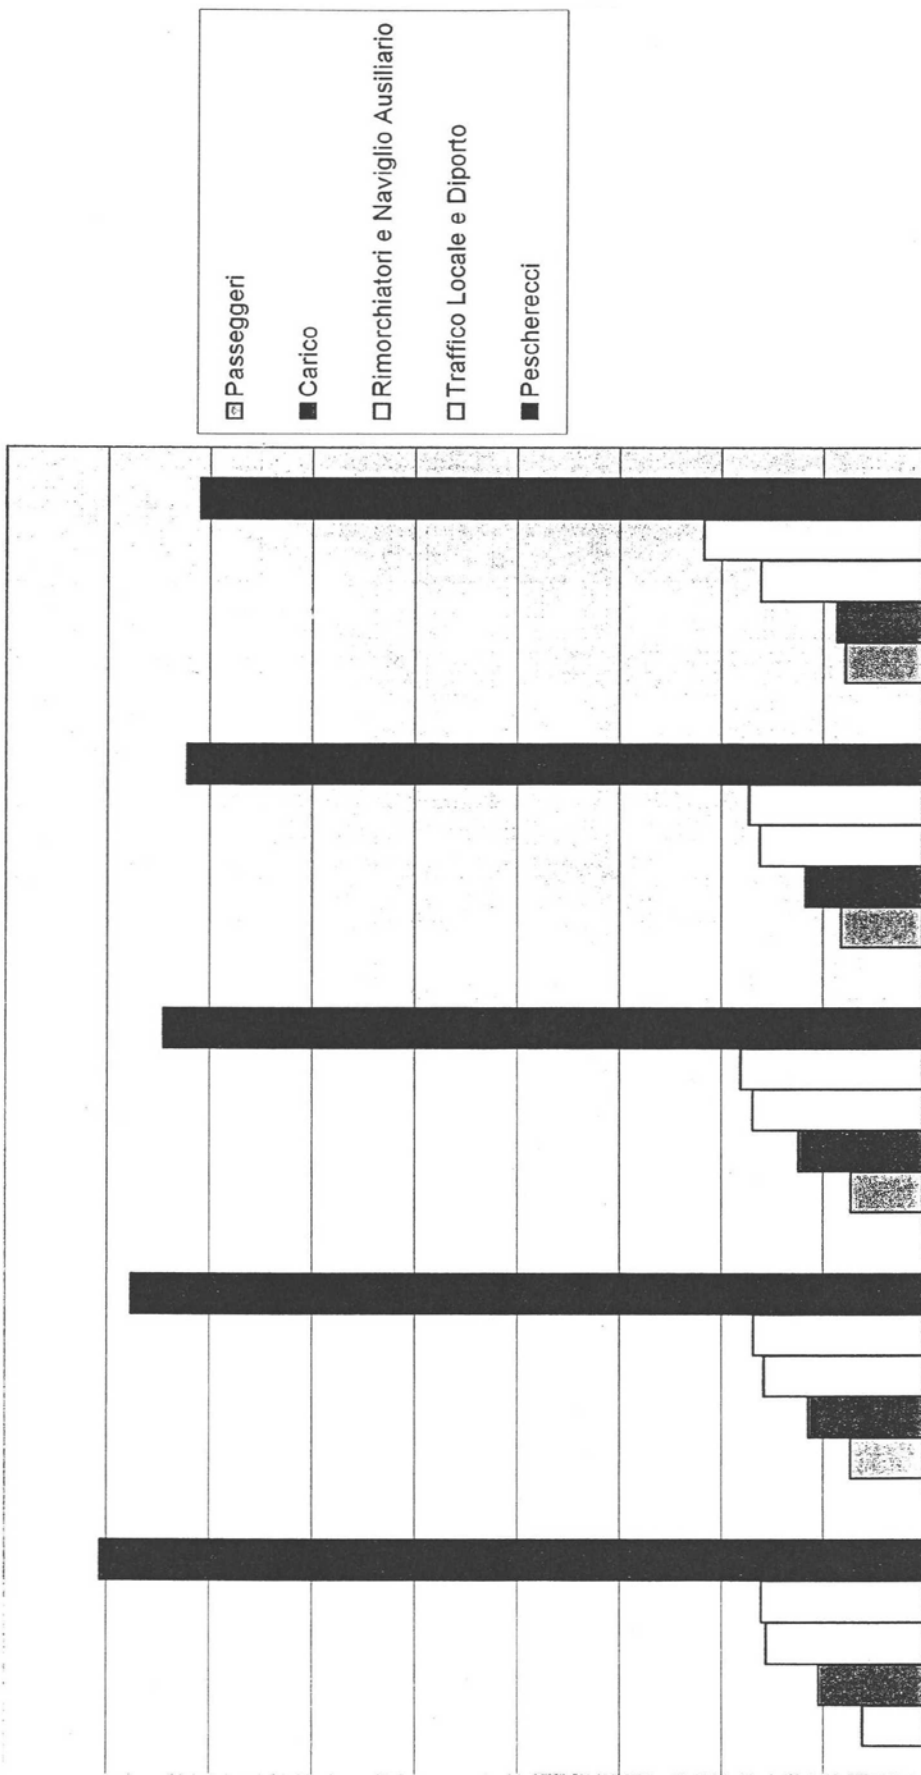 Passeggeri
Carico
Rimorchiatori e Naviglio Ausiliario
Traffico Locale e Diporto
Pescherecci